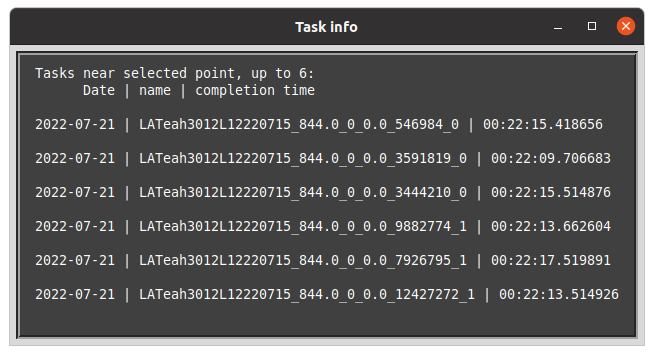 Task info
Tasks near selected point, up to 6:
Date | name | completion time
2022-07-21 | LATeah3012L12220715_844.0_0_0.0_546984_0 | 00:22:15.418656
2022-07-21 | LATeah3012L12220715_844.0_0_0.0_3591819_0 | 00:22:09.706683
2022-07-21 | LATeah3012L12220715_844.0_0_0.0_3444210_0 | 00:22:15.514876
2022-07-21 | LATeah3012L12220715_844.0_0_0.0_9882774_1 | 00:22:13.662604
2022-07-21 | LATeah3012L12220715_844.0_0_0.0_7926795_1 | 00:22:17.519891
2022-07-21 | LATeah3012L12220715_844.0_0_0.0_12427272_1 | 00:22:13.514926